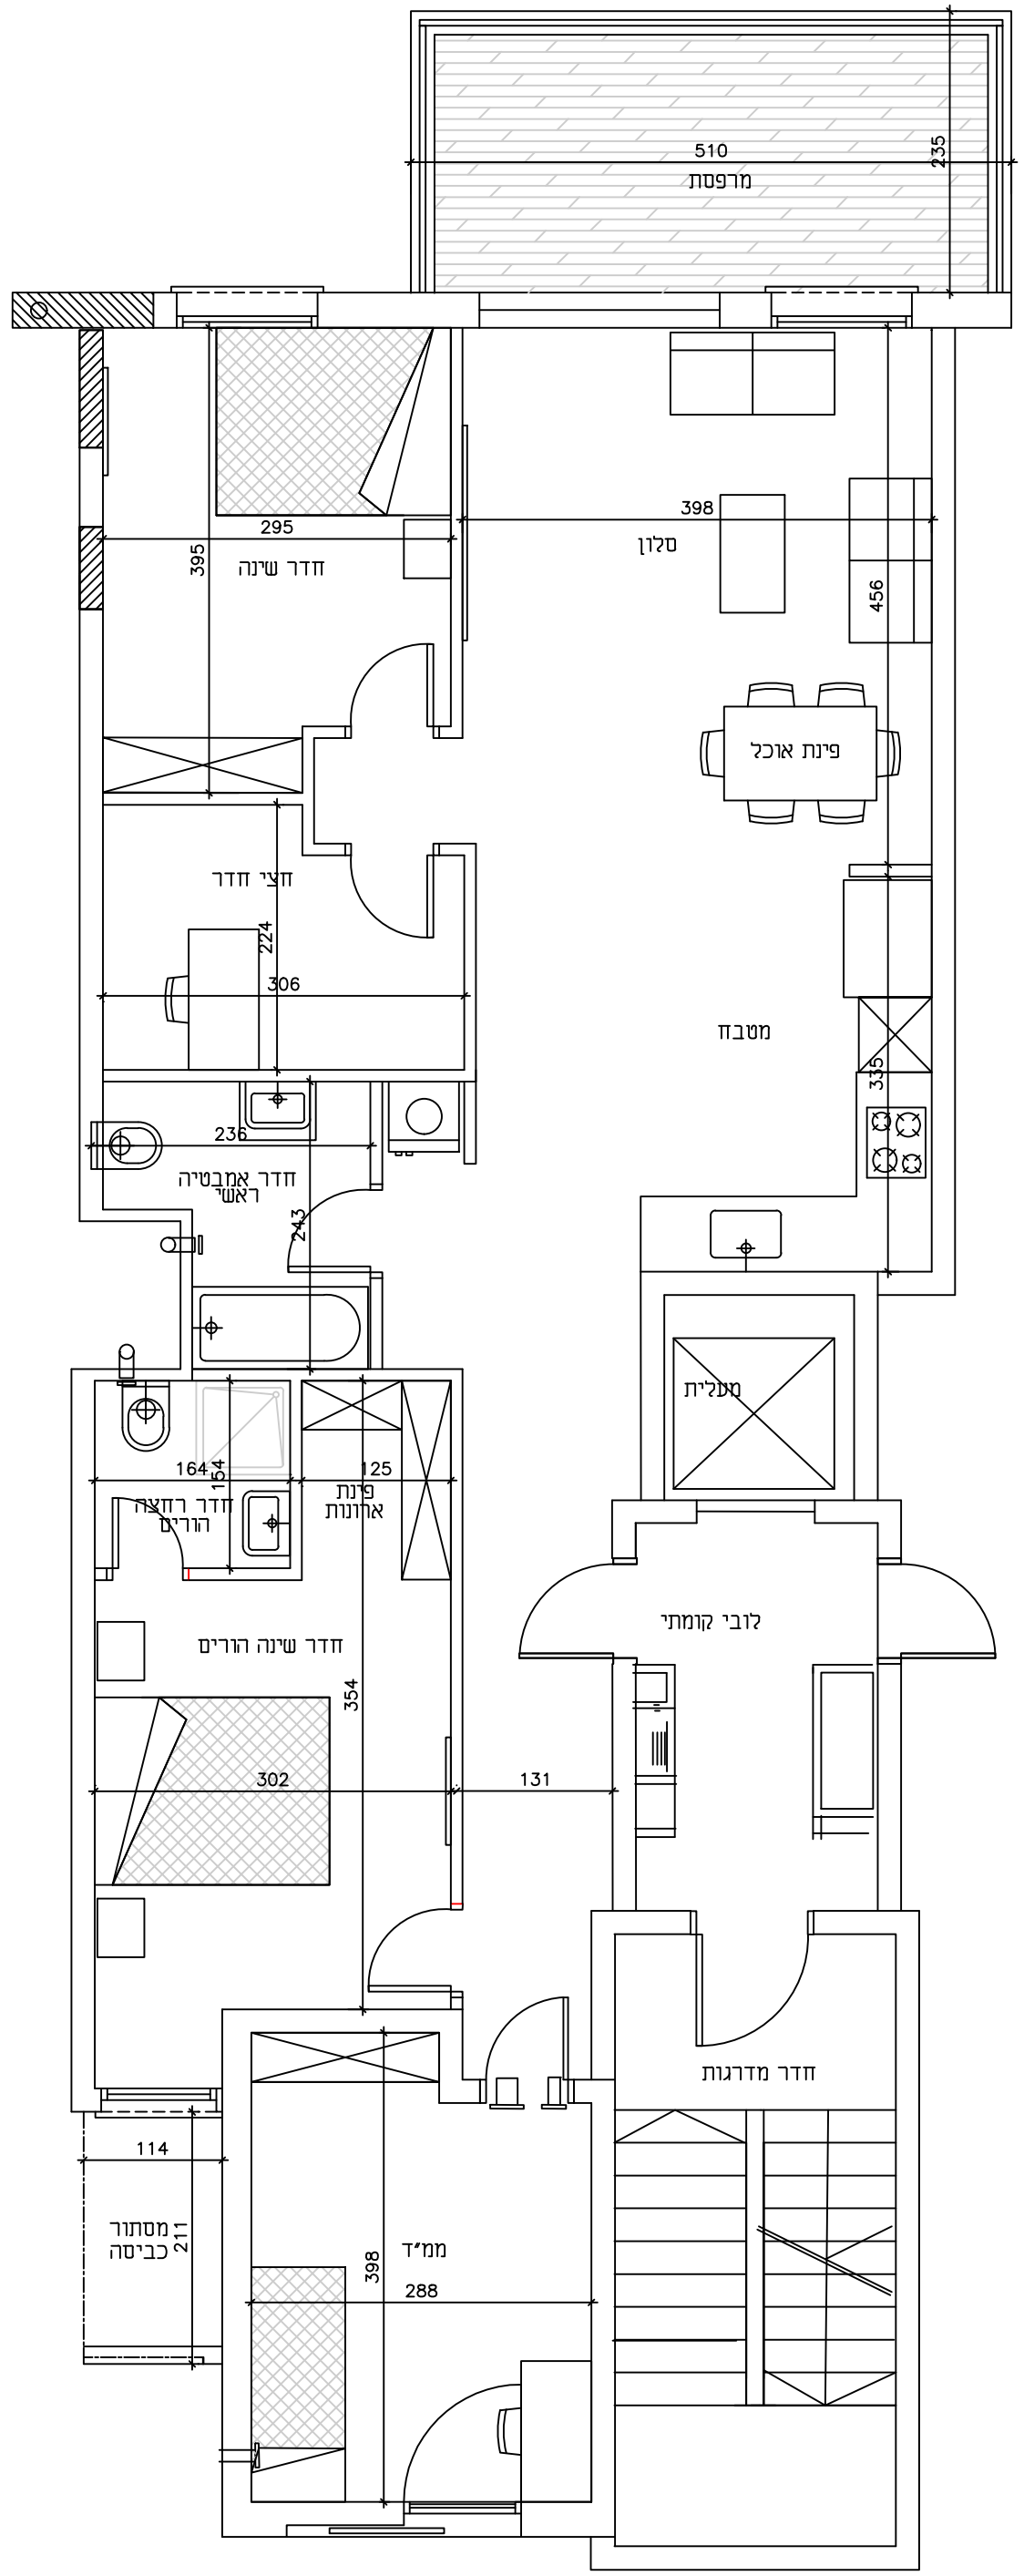 510
235
מרפסת
295
395
חדר שינה
398
סלון
456
פינת אוכל
חצי חדר
224
306
מטבח
335
236
חדר אמבטיה
ראשי
243
מעלית
164
154
125
חדר רחצה
הורים
פינת
ארונות
לובי קומתי
חדר שינה הורים
354
302
131
חדר מדרגות
114
211
מסתור
כביסה
ממ"ד
398
288